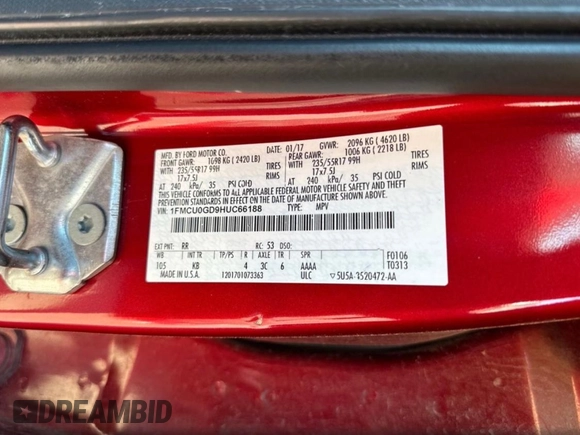 MFD. BY FORD MOTOR CO. 01/17 GVWR: 2096 KG ( 4620 LB)
FRONT GAWR: 1098 KG ( 2420 LB) REAR GAWR: 1006 KG ( 2218 LB)
WITH 235/55R17 99H TIRES WITH 235/55R17 99H TIRES
17x7.5J RIMS 17x7.5J RIMS
AT 240 kPa/ 35 PSI COLD AT 240 kPa/ 35 PSI COLD
THIS VEHICLE CONFORMS TO ALL APPLICABLE FEDERAL MOTOR VEHICLE SAFETY AND THEFT
PREVENTION STANDARDS IN EFFECT ON THE DATE OF MANUFACTURE SHOWN ABOVE.
VIN: 1FMCU0GD9HUC66188 TYPE: MPV
EXT PNT: RR RC: 53 DSO:
WB INT TR TP/PS R AXLE TR SPR F0106
105 KB 4 3C 6 AAAA T0313
MADE IN U.S.A. 1201701073363 ULC 5U5A-3520472-AA
DREAMBID